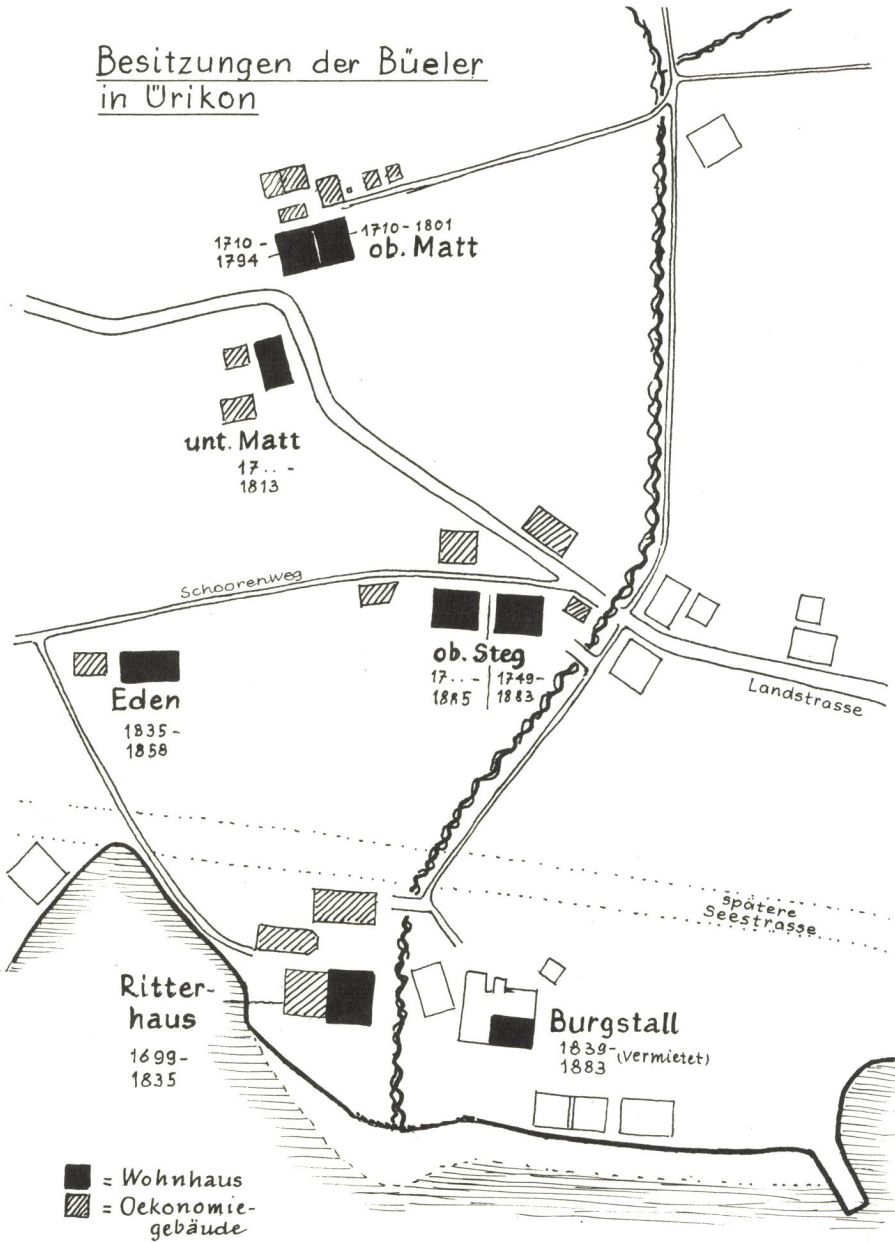 Besitzungen der Büeler
in Ürikon
1710 -
1794
1710 - 1801
ob. Matt
unt. Matt
17.. -
1813
Schoorenweg
ob. Steg
17.. -
1885
1749-
1883
Landstrasse
Eden
1835 -
1858
spätere
Seestrasse
Ritter-
haus
1699-
1835
Burgstall
1839-
1883 (vermietet)
= Wohnhaus
= Oekonomie-
gebäude